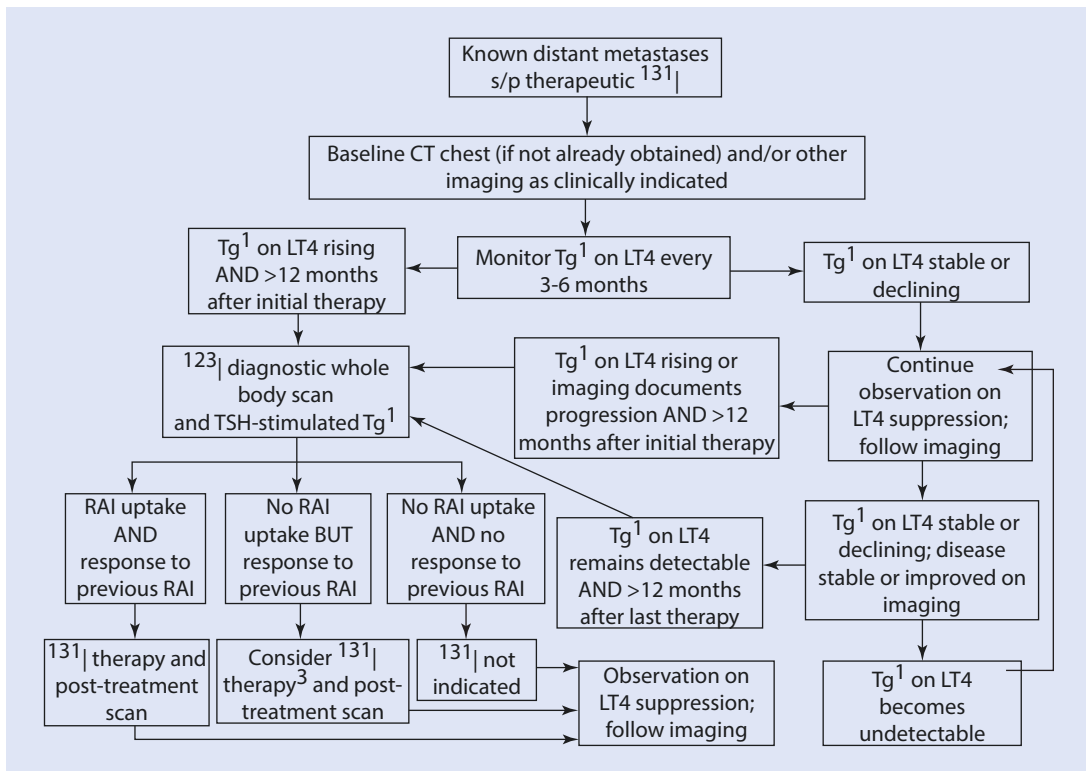 Known distant metastases
s/p therapeutic ¹³¹|
Baseline CT chest (if not already obtained) and/or other
imaging as clinically indicated
Tg¹ on LT4 rising
AND >12 months
after initial therapy
Monitor Tg¹ on LT4 every
3-6 months
Tg¹ on LT4 stable or
declining
¹²³| diagnostic whole
body scan
and TSH-stimulated Tg¹
Tg¹ on LT4 rising or
imaging documents
progression AND >12
months after initial therapy
Continue
observation on
LT4 suppression;
follow imaging
RAI uptake
AND
response to
previous RAI
No RAI
uptake BUT
response to
previous RAI
No RAI uptake
AND no
response to
previous RAI
Tg¹ on LT4
remains detectable
AND >12 months
after last therapy
Tg¹ on LT4 stable or
declining; disease
stable or improved on
imaging
¹³¹| therapy and
post-treatment
scan
Consider ¹³¹|
therapy³ and post-
treatment scan
¹³¹| not
indicated
Observation on
LT4 suppression;
follow imaging
Tg¹ on LT4
becomes
undetectable